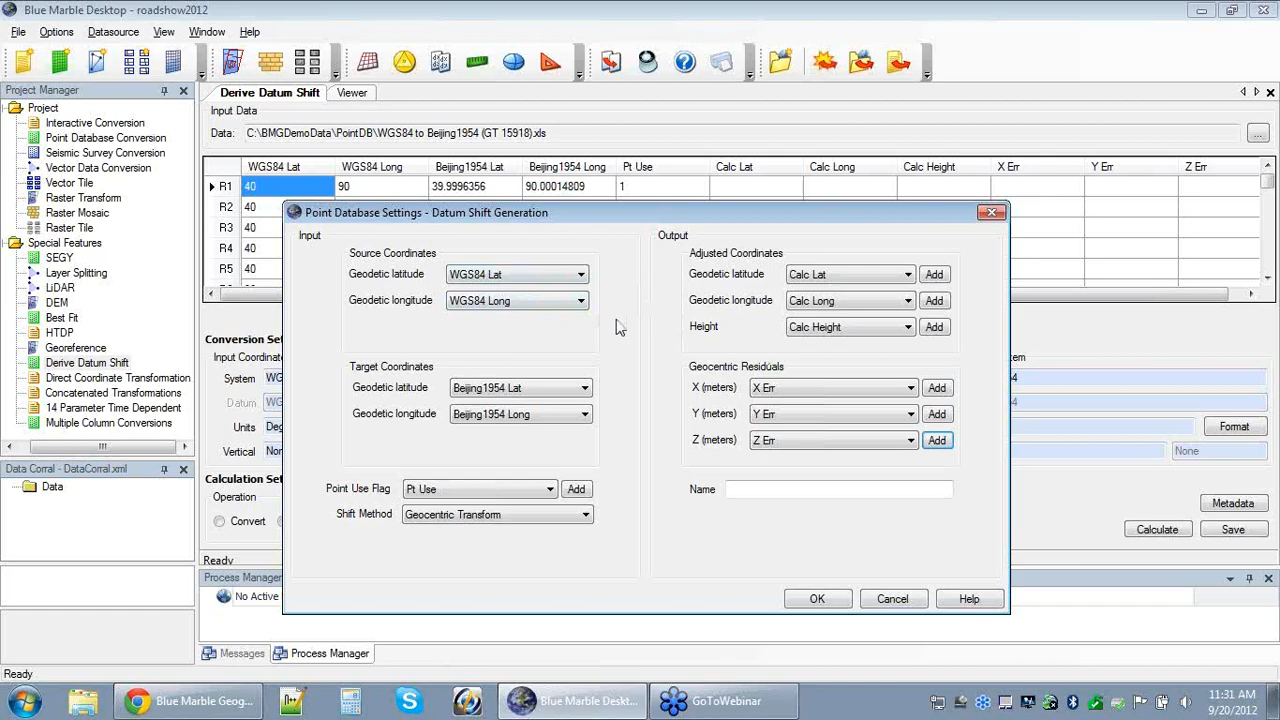 Blue Marble Desktop - roadshow2012
File Options Datasource View Window Help
Project Manager
Project
Interactive Conversion
Point Database Conversion
Seismic Survey Conversion
Vector Data Conversion
Vector Tile
Raster Transform
Raster Mosaic
Raster Tile
Special Features
SEGY
Layer Splitting
LiDAR
DEM
Best Fit
HTDP
Georeference
Derive Datum Shift
Direct Coordinate Transformation
Concatenated Transformations
14 Parameter Time Dependent
Multiple Column Conversions
Data Corral - DataCorral.xml
Data
Derive Datum Shift Viewer
Input Data
Data: C:\BMGDemoData\PointDB\WGS84 to Beijing1954 (GT 15918).xls ...
WGS84 Lat WGS84 Long Beijing1954 Lat Beijing1954 Long Pt Use Calc Lat Calc Long Calc Height X Err Y Err Z Err
R1 40 90 39.9996356 90.00014809 1
R2 40
R3 40
R4 40
R5 40
Conversion Set
Input Coordina
System WG
Datum WG
Units Deg
Vertical Non
Calculation Set
Operation
Convert
Ready
Process Manager
No Active
Messages Process Manager
Point Database Settings - Datum Shift Generation
Input
Source Coordinates
Geodetic latitude WGS84 Lat
Geodetic longitude WGS84 Long
Target Coordinates
Geodetic latitude Beijing1954 Lat
Geodetic longitude Beijing1954 Long
Point Use Flag Pt Use Add
Shift Method Geocentric Transform
Output
Adjusted Coordinates
Geodetic latitude Calc Lat Add
Geodetic longitude Calc Long Add
Height Calc Height Add
Geocentric Residuals
X (meters) X Err Add
Y (meters) Y Err Add
Z (meters) Z Err Add
Name
OK Cancel Help
em
4
4
Format
None
Metadata
Calculate Save
Ready
Blue Marble Geog... Blue Marble Deskt... GoToWebinar
11:31 AM
9/20/2012